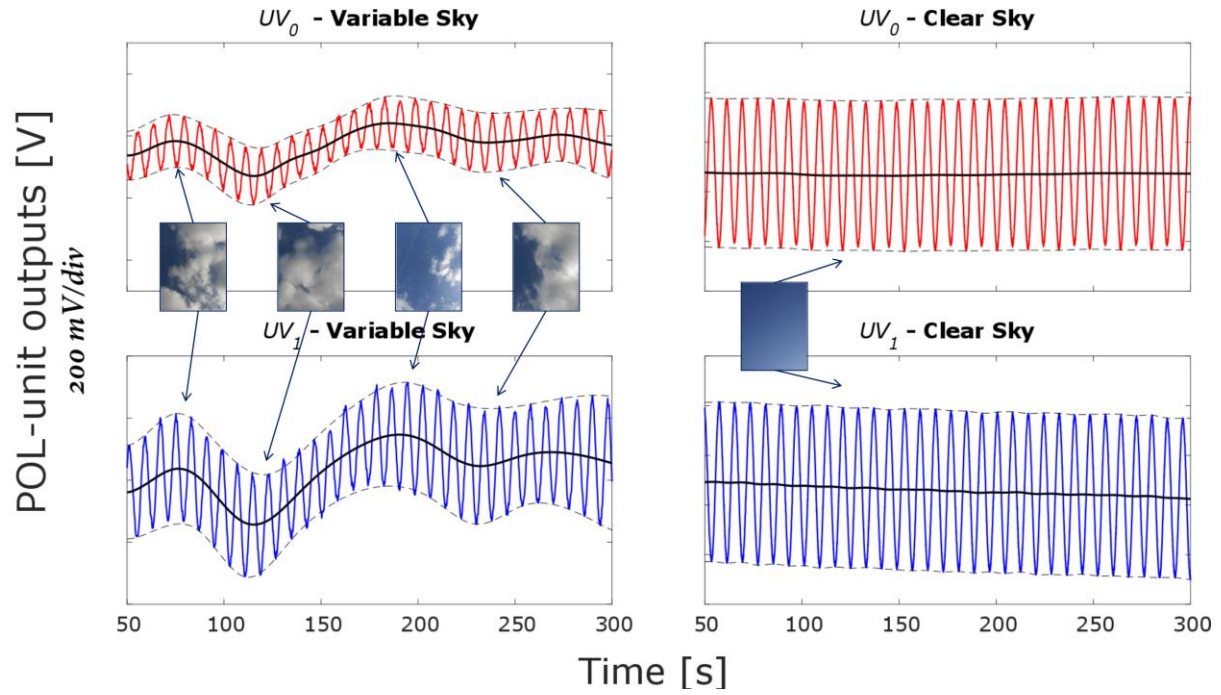 UV0 - Variable Sky
UV0 - Clear Sky
POL-unit outputs [V]
200 mV/div
UV1 - Variable Sky
UV1 - Clear Sky
50 100 150 200 250 300
50 100 150 200 250 300
Time [s]